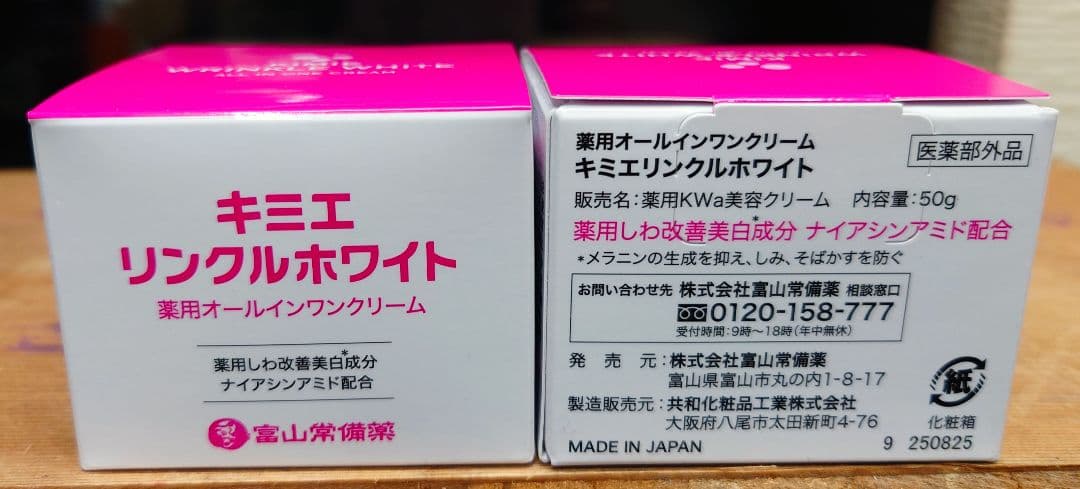 WRINKLE WHITE
ALL IN ONE CREAM
キミエ
リンクルホワイト
薬用オールインワンクリーム
薬用しわ改善美白*成分
ナイアシンアミド配合
富山常備薬
薬用オールインワンクリーム
キミエリンクルホワイト
医薬部外品
販売名:薬用KWa美容クリーム 内容量:50g
薬用しわ改善美白*成分 ナイアシンアミド配合
*メラニンの生成を抑え、しみ、そばかすを防ぐ
お問い合わせ先 株式会社富山常備薬 相談窓口
0120-158-777
受付時間:9時〜18時(年中無休)
発売元:株式会社富山常備薬
富山県富山市丸の内1-8-17
製造販売元:共和化粧品工業株式会社
大阪府八尾市太田新町4-76
MADE IN JAPAN
紙
化粧箱
9 250825